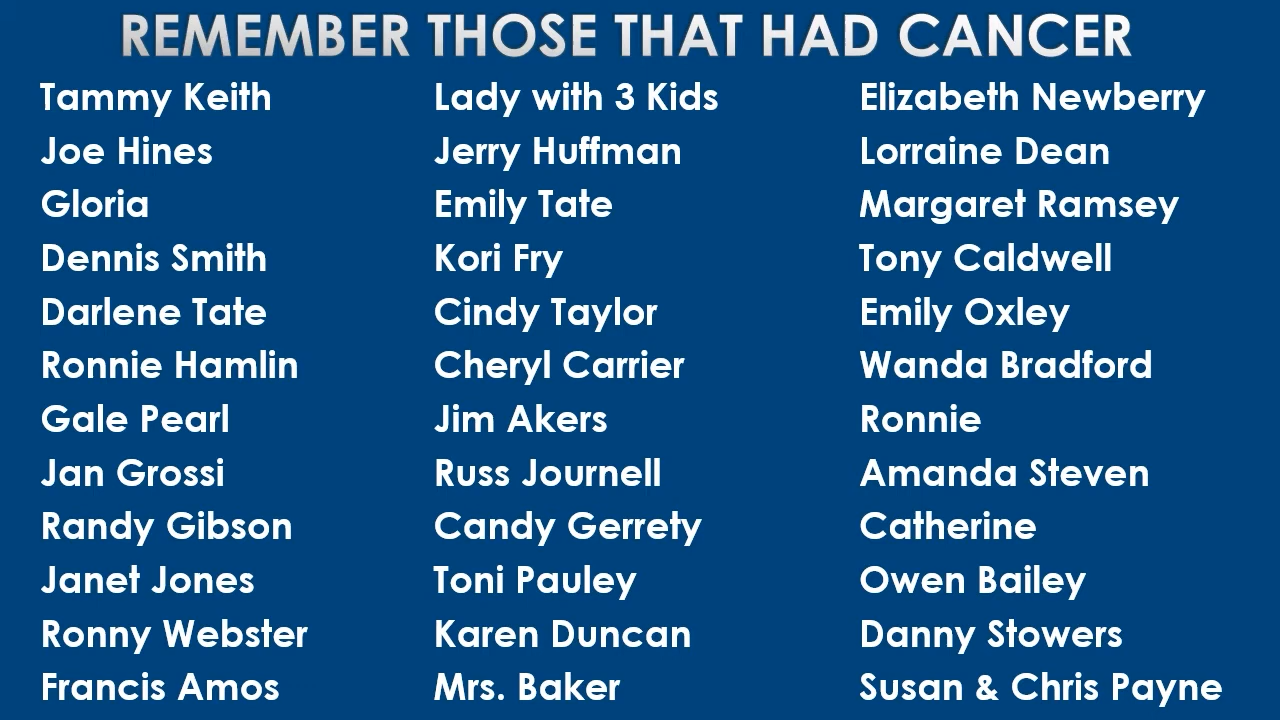 REMEMBER THOSE THAT HAD CANCER
Tammy Keith
Joe Hines
Gloria
Dennis Smith
Darlene Tate
Ronnie Hamlin
Gale Pearl
Jan Grossi
Randy Gibson
Janet Jones
Ronny Webster
Francis Amos
Lady with 3 Kids
Jerry Huffman
Emily Tate
Kori Fry
Cindy Taylor
Cheryl Carrier
Jim Akers
Russ Journell
Candy Gerrety
Toni Pauley
Karen Duncan
Mrs. Baker
Elizabeth Newberry
Lorraine Dean
Margaret Ramsey
Tony Caldwell
Emily Oxley
Wanda Bradford
Ronnie
Amanda Steven
Catherine
Owen Bailey
Danny Stowers
Susan & Chris Payne